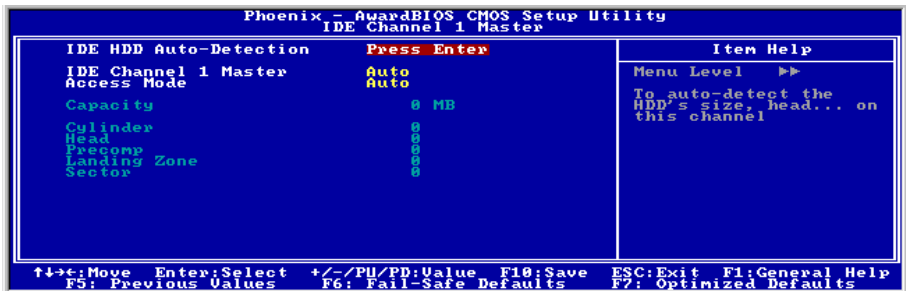 Phoenix - AwardBIOS CMOS Setup Utility
IDE Channel 1 Master
IDE HDD Auto-Detection Press Enter
IDE Channel 1 Master Auto
Access Mode Auto
Capacity 0 MB
Cylinder 0
Head 0
Precomp 0
Landing Zone 0
Sector 0
Item Help
Menu Level ►►
To auto-detect the
HDD's size, head... on
this channel
↑↓→←:Move Enter:Select +/-/PU/PD:Value F10:Save ESC:Exit F1:General Help
F5: Previous Values F6: Fail-Safe Defaults F7: Optimized Defaults